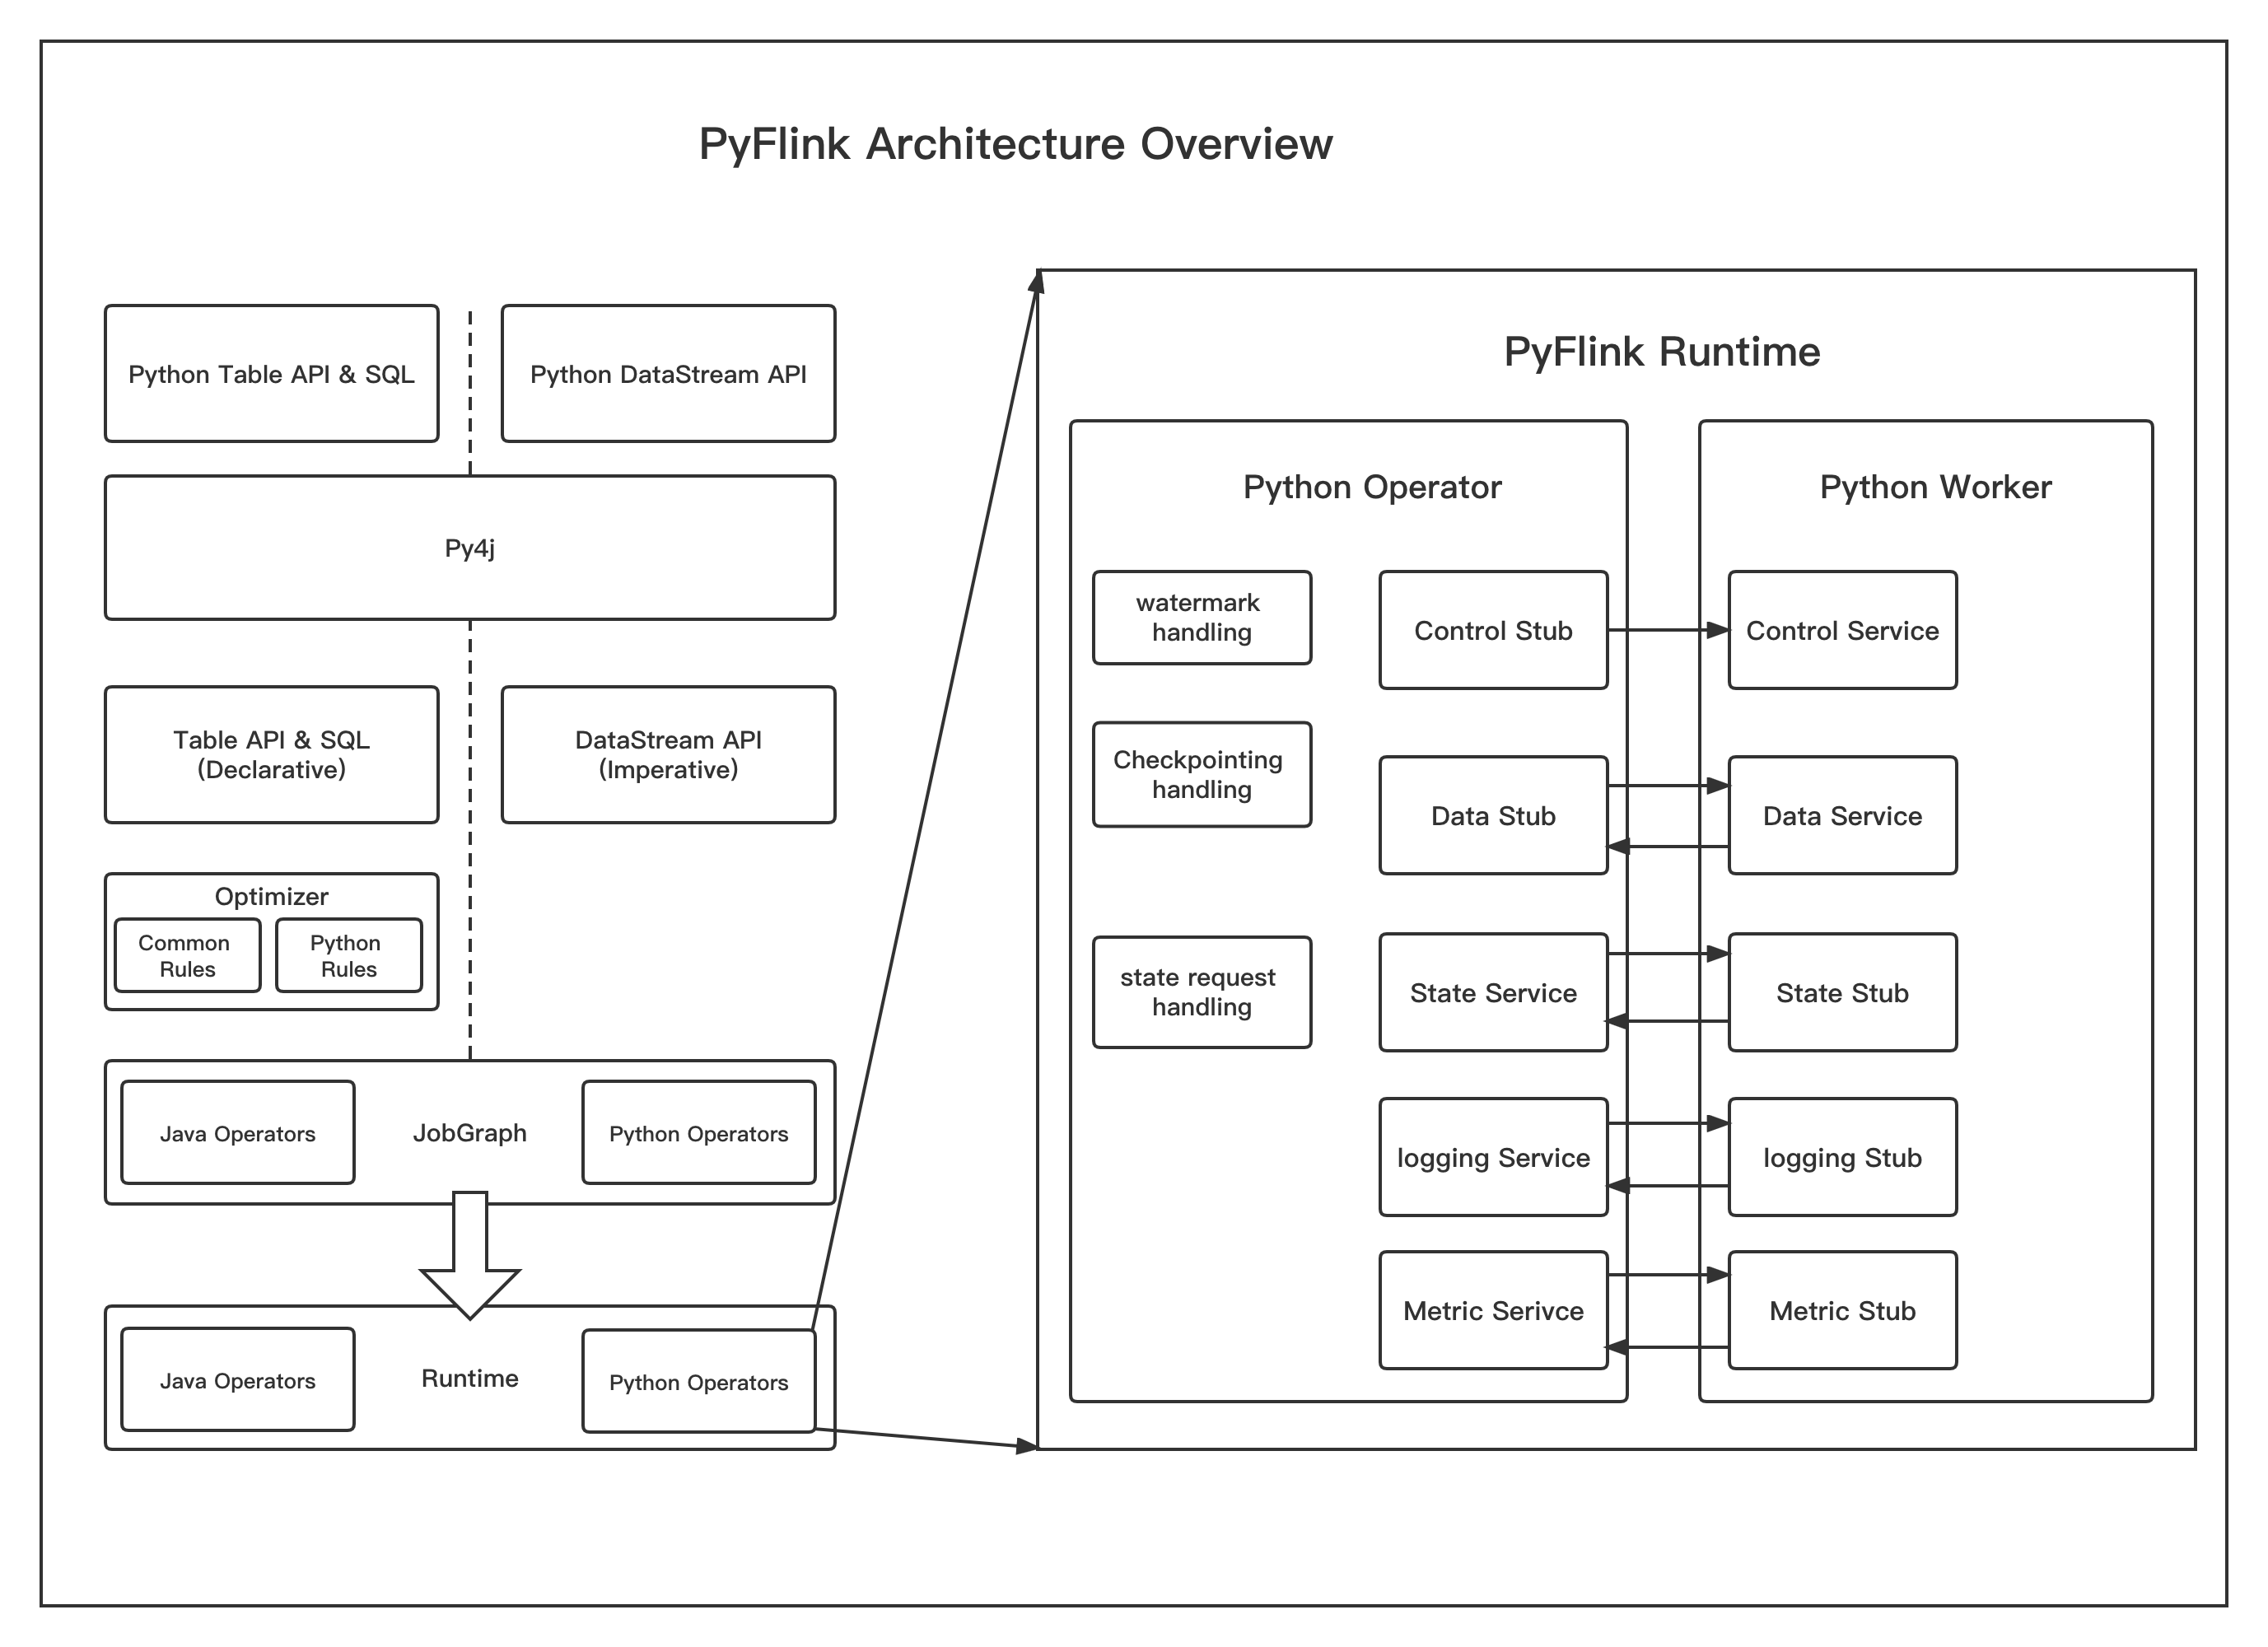 PyFlink Architecture Overview
Python Table API & SQL
Python DataStream API
Py4j
Table API & SQL
(Declarative)
DataStream API
(Imperative)
Optimizer
Common
Rules
Python
Rules
Java Operators
JobGraph
Python Operators
Java Operators
Runtime
Python Operators
PyFlink Runtime
Python Operator
watermark
handling
Checkpointing
handling
state request
handling
Control Stub
Data Stub
State Service
logging Service
Metric Serivce
Python Worker
Control Service
Data Service
State Stub
logging Stub
Metric Stub